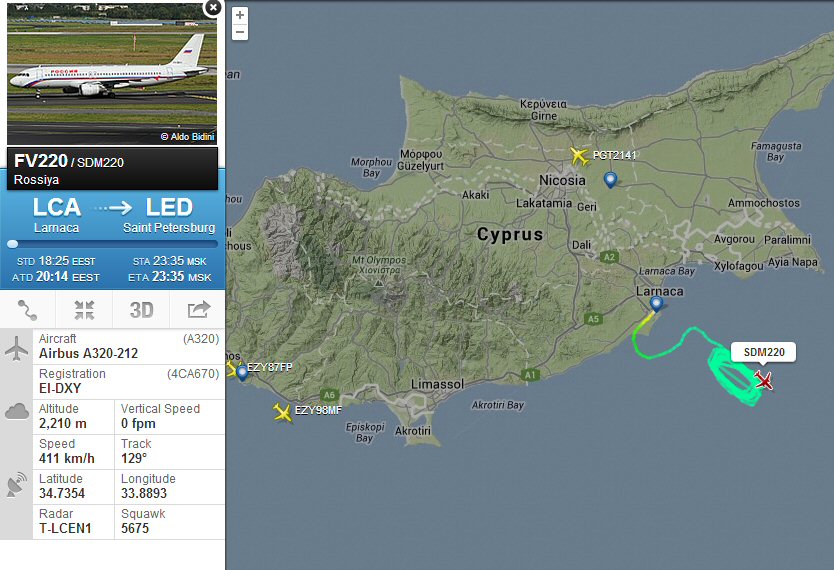 РОССИЯ
© Aldo Bidini
FV220 / SDM220
Rossiya
LCA
LED
Larnaca
Saint Petersburg
STD 18:25 EEST
STA 23:35 MSK
ATD 20:14 EEST
ETA 23:35 MSK
3D
Aircraft
(A320)
Airbus A320-212
Registration
(4CA670)
EI-DXY
Altitude
Vertical Speed
2,210 m
0 fpm
Speed
Track
411 km/h
129°
Latitude
Longitude
34.7354
33.8893
Radar
Squawk
T-LCEN1
5675
+
−
ean
Κερύνεια
Girne
Famagusta
Bay
Morphou
Bay
Μόρφου
Güzelyurt
PGT2141
Nicosia
Akaki
Lakatamia
Geri
Ammochostos
choustos
s
Cyprus
Dali
Avgorou
Paralimni
A2
Xylofagou
Ayia Napa
Mt Olympos
Χιονίστρα
Larnaca Bay
Larnaca
A5
SDM220
hos
EZY87FP
A1
Limassol
A6
EZY98MF
Akrotiri Bay
Episkopi
Bay
Akrotiri